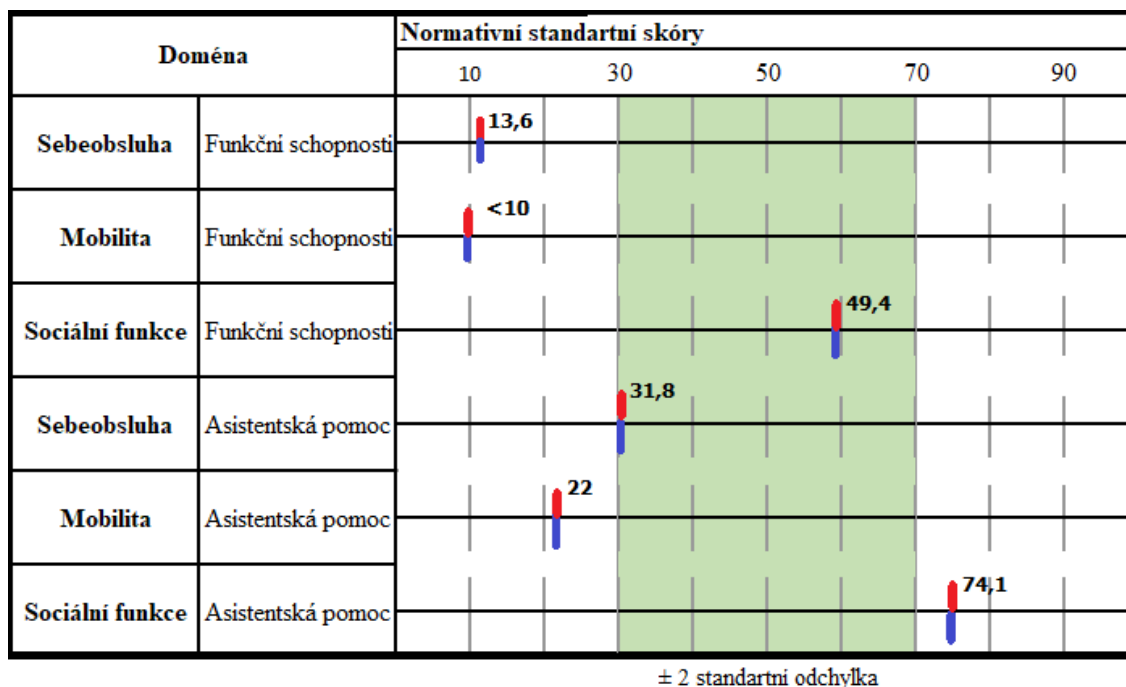 Doména
Normativní standartní skóry
10 30 50 70 90
Sebeobsluha Funkční schopnosti 13,6
Mobilita Funkční schopnosti <10
Sociální funkce Funkční schopnosti 49,4
Sebeobsluha Asistentská pomoc 31,8
Mobilita Asistentská pomoc 22
Sociální funkce Asistentská pomoc 74,1
± 2 standartní odchylka